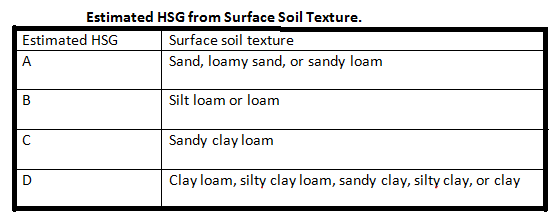 Estimated HSG from Surface Soil Texture.
Estimated HSG Surface soil texture
A Sand, loamy sand, or sandy loam
B Silt loam or loam
C Sandy clay loam
D Clay loam, silty clay loam, sandy clay, silty clay, or clay